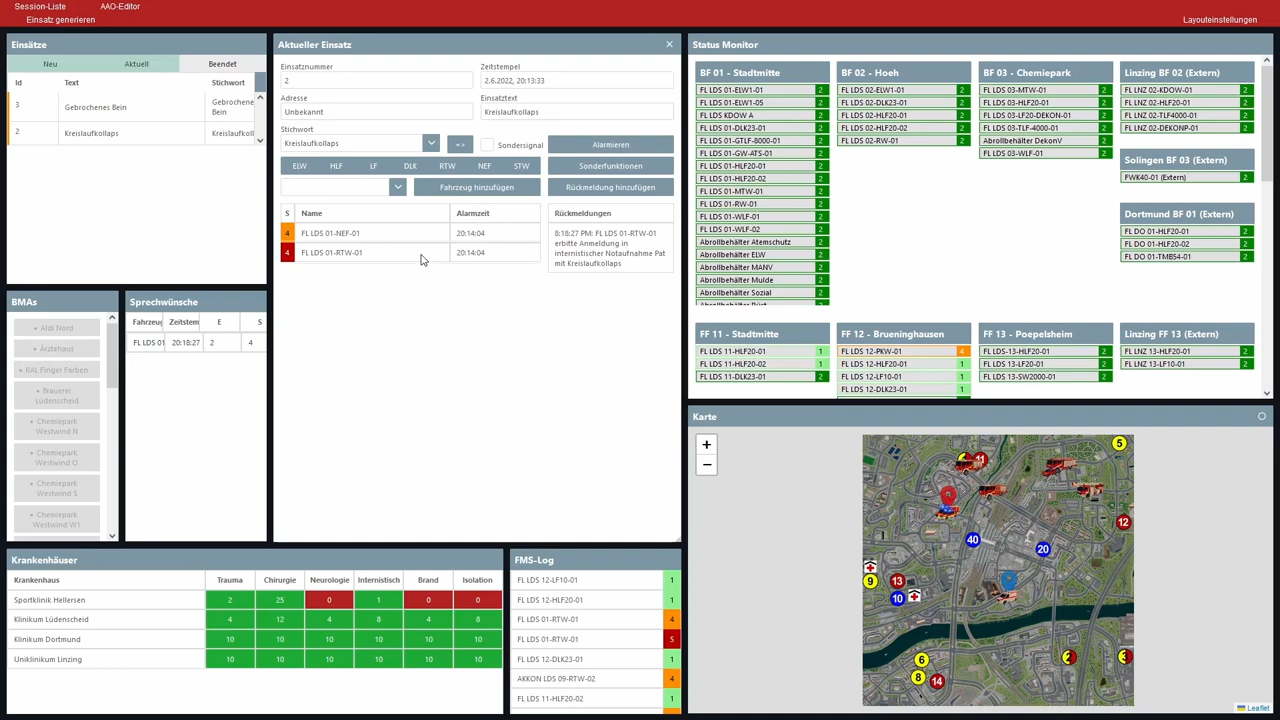 Session-Liste AAO-Editor
Einsatz generieren Layouteinstellungen
Einsätze
Neu Aktuell Beendet
Id Text Stichwort
3 Gebrochenes Bein Gebrochene
Bein
2 Kreislaufkollaps Kreislaufkoll
Aktueller Einsatz ✕
Einsatznummer Zeitstempel
2 2.6.2022, 20:13:33
Adresse Einsatztext
Unbekannt Kreislaufkollaps
Stichwort
Kreislaufkollaps => Sondersignal Alarmieren
ELW HLF LF DLK RTW NEF STW Sonderfunktionen
Fahrzeug hinzufügen Rückmeldung hinzufügen
S Name Alarmzeit
4 FL LDS 01-NEF-01 20:14:04
4 FL LDS 01-RTW-01 20:14:04
Rückmeldungen
8:18:27 PM: FL LDS 01-RTW-01
erbitte Anmeldung in
internistischer Notaufnahme Pat
mit Kreislaufkollaps
Status Monitor
BF 01 - Stadtmitte
FL LDS 01-ELW1-01 2
FL LDS 01-ELW1-05 2
FL LDS KDOW A 2
FL LDS 01-DLK23-01 2
FL LDS 01-GTLF-8000-01 2
FL LDS 01-GW-ATS-01 2
FL LDS 01-HLF20-01 2
FL LDS 01-HLF20-02 2
FL LDS 01-MTW-01 2
FL LDS 01-RW-01 2
FL LDS 01-WLF-01 2
FL LDS 01-WLF-02 2
Abrollbehälter Atemschutz 2
Abrollbehälter ELW 2
Abrollbehälter MANV 2
Abrollbehälter Mulde 2
Abrollbehälter Sozial 2
Abrollbehälter Rüst 2
BF 02 - Hoeh
FL LDS 02-ELW1-01 2
FL LDS 02-DLK23-01 2
FL LDS 02-HLF20-01 2
FL LDS 02-HLF20-02 2
FL LDS 02-RW-01 2
BF 03 - Chemiepark
FL LDS 03-MTW-01 2
FL LDS 03-HLF20-01 2
FL LDS 03-LF20-DEKON-01 2
FL LDS 03-TLF-4000-01 2
Abrollbehälter DekonV 2
FL LDS 03-WLF-01 2
Linzing BF 02 (Extern)
FL LNZ 02-KDOW-01 2
FL LNZ 02-HLF20-01 2
FL LNZ 02-TLF4000-01 2
FL LNZ 02-DEKONP-01 2
Solingen BF 03 (Extern)
FWK40-01 (Extern) 2
Dortmund BF 01 (Extern)
FL DO 01-HLF20-01 2
FL DO 01-HLF20-02 2
FL DO 01-TMBS4-01 2
FF 11 - Stadtmitte
FL LDS 11-HLF20-01 1
FL LDS 11-HLF20-02 1
FL LDS 11-DLK23-01 2
FF 12 - Brueninghausen
FL LDS 12-PKW-01 4
FL LDS 12-HLF20-01 1
FL LDS 12-LF10-01 1
FL LDS 12-DLK23-01 1
FF 13 - Poepelsheim
FL LDS-13-HLF20-01 2
FL LDS 13-LF20-01 2
FL LDS 13-SW2000-01 2
Linzing FF 13 (Extern)
FL LNZ 13-HLF20-01 2
FL LNZ 13-LF10-01 2
BMAs
+ Aldi Nord
+ Ärztehaus
+ RAL Finger Farben
+ Brauerei
Lüdenscheid
+ Chemiepark
Westwind N
+ Chemiepark
Westwind O
+ Chemiepark
Westwind S
+ Chemiepark
Westwind W1
Sprechwünsche
Fahrzeug Zeitstem E S
FL LDS 01 20:18:27 2 4
Karte
+
−
5
11
12
40
20
9
13
10
6
8
14
2
3
Leaflet
Krankenhäuser
Krankenhaus Trauma Chirurgie Neurologie Internistisch Brand Isolation
Sportklinik Hellersen 2 25 0 1 0 0
Klinikum Lüdenscheid 4 12 4 8 4 8
Klinikum Dortmund 10 10 10 10 10 10
Uniklinikum Linzing 10 10 10 10 10 10
FMS-Log
FL LDS 12-LF10-01 1
FL LDS 12-HLF20-01 1
FL LDS 01-RTW-01 4
FL LDS 01-RTW-01 5
FL LDS 12-DLK23-01 1
AKKON LDS 09-RTW-02 4
FL LDS 11-HLF20-02 1